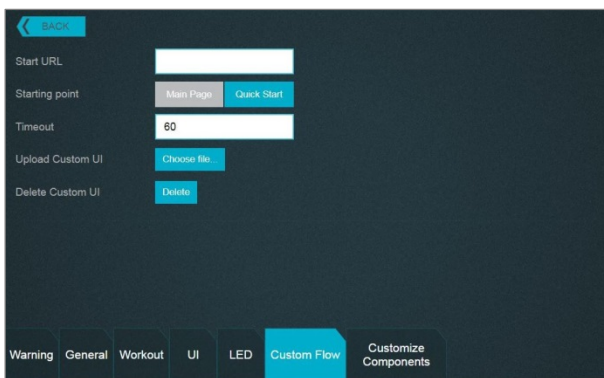 BACK
Start URL
Starting point Main Page Quick Start
Timeout 60
Upload Custom UI Choose file...
Delete Custom UI Delete
Warning General Workout UI LED Custom Flow Customize
Components